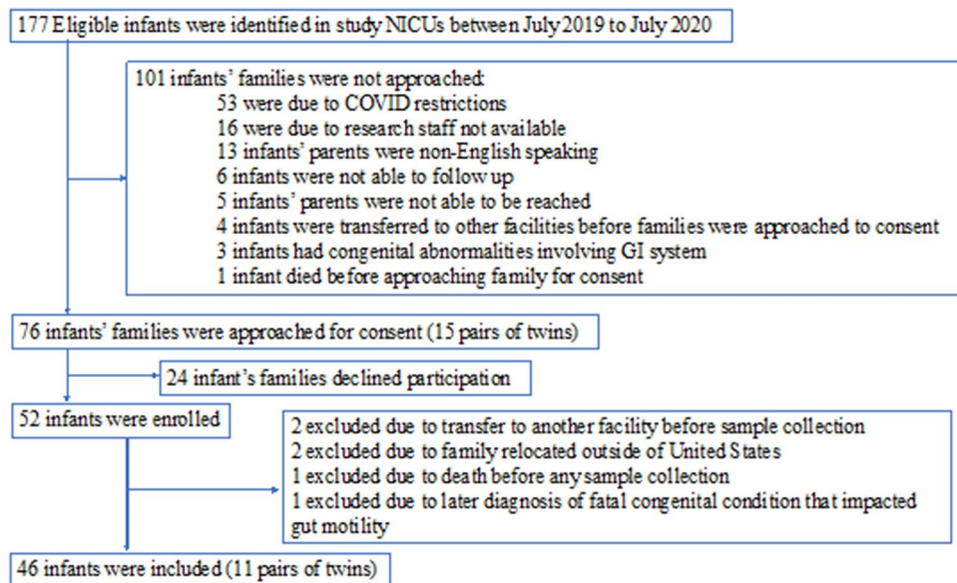 177 Eligible infants were identified in study NICUs between July 2019 to July 2020
101 infants' families were not approached:
53 were due to COVID restrictions
16 were due to research staff not available
13 infants' parents were non-English speaking
6 infants were not able to follow up
5 infants' parents were not able to be reached
4 infants were transferred to other facilities before families were approached to consent
3 infants had congenital abnormalities involving GI system
1 infant died before approaching family for consent
76 infants' families were approached for consent (15 pairs of twins)
24 infant's families declined participation
52 infants were enrolled
2 excluded due to transfer to another facility before sample collection
2 excluded due to family relocated outside of United States
1 excluded due to death before any sample collection
1 excluded due to later diagnosis of fatal congenital condition that impacted
gut motility
46 infants were included (11 pairs of twins)